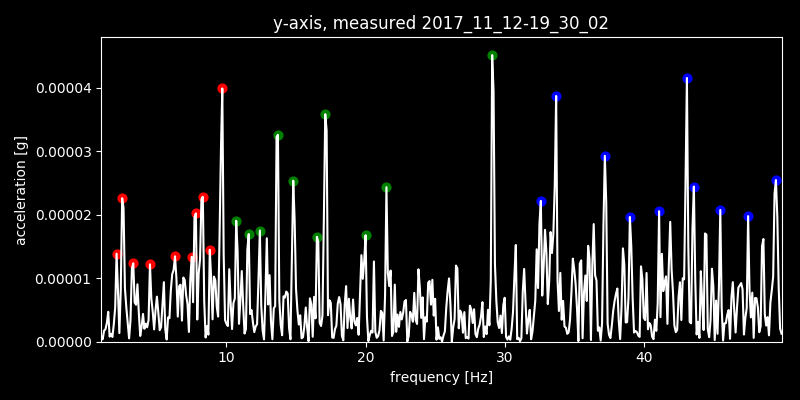 y-axis, measured 2017_11_12-19_30_02
acceleration [g]
0.00004
0.00003
0.00002
0.00001
0.00000
10 20 30 40
frequency [Hz]